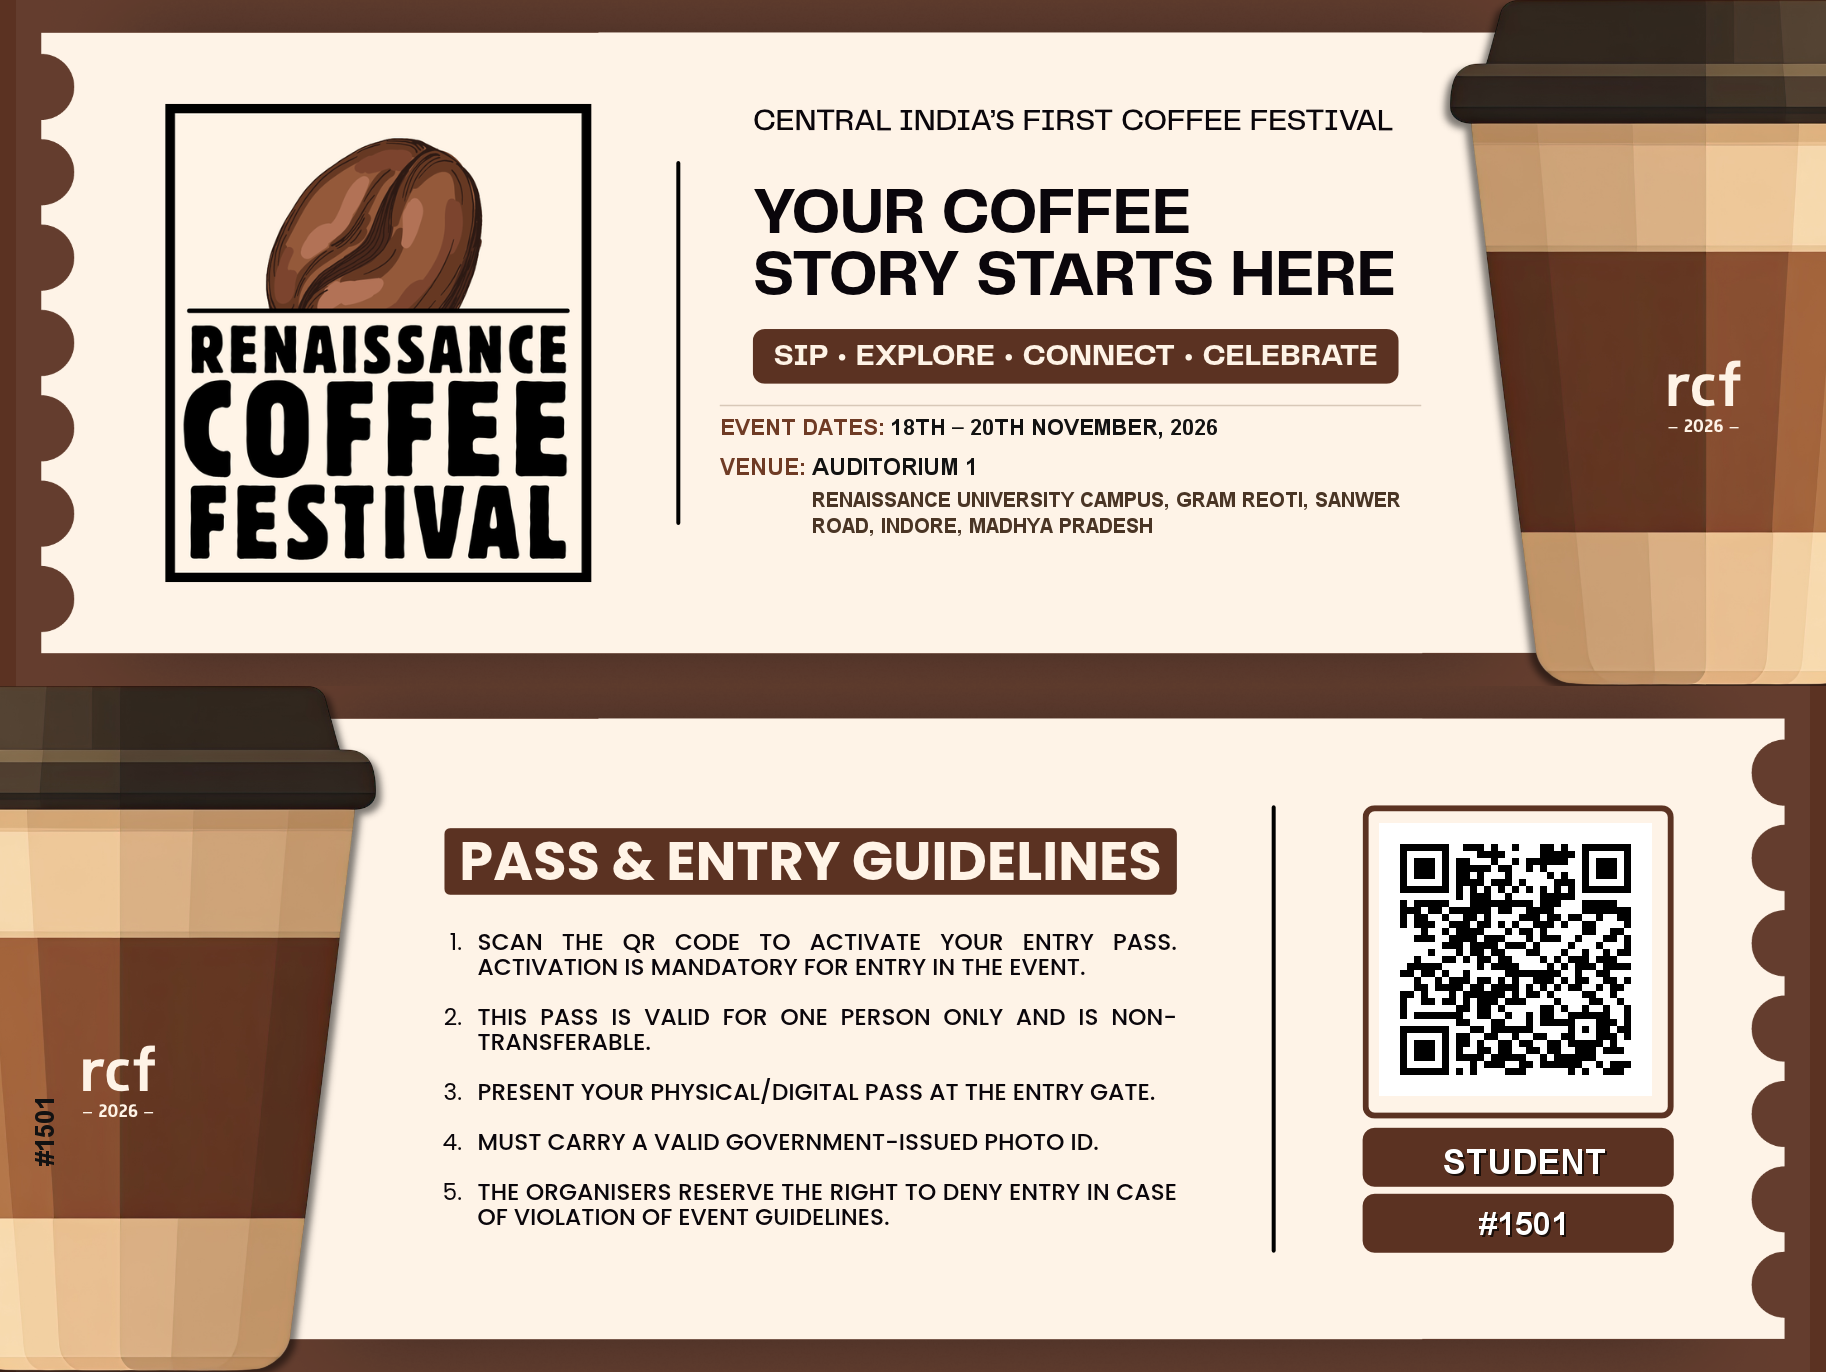 RENAISSANCE
COFFEE
FESTIVAL
CENTRAL INDIA'S FIRST COFFEE FESTIVAL
YOUR COFFEE
STORY STARTS HERE
SIP • EXPLORE • CONNECT • CELEBRATE
EVENT DATES: 18TH – 20TH NOVEMBER, 2026
VENUE: AUDITORIUM 1
RENAISSANCE UNIVERSITY CAMPUS, GRAM REOTI, SANWER
ROAD, INDORE, MADHYA PRADESH
rcf
– 2026 –
rcf
– 2026 –
#1501
PASS & ENTRY GUIDELINES
1. SCAN THE QR CODE TO ACTIVATE YOUR ENTRY PASS.
ACTIVATION IS MANDATORY FOR ENTRY IN THE EVENT.
2. THIS PASS IS VALID FOR ONE PERSON ONLY AND IS NON-
TRANSFERABLE.
3. PRESENT YOUR PHYSICAL/DIGITAL PASS AT THE ENTRY GATE.
4. MUST CARRY A VALID GOVERNMENT-ISSUED PHOTO ID.
5. THE ORGANISERS RESERVE THE RIGHT TO DENY ENTRY IN CASE
OF VIOLATION OF EVENT GUIDELINES.
STUDENT
#1501